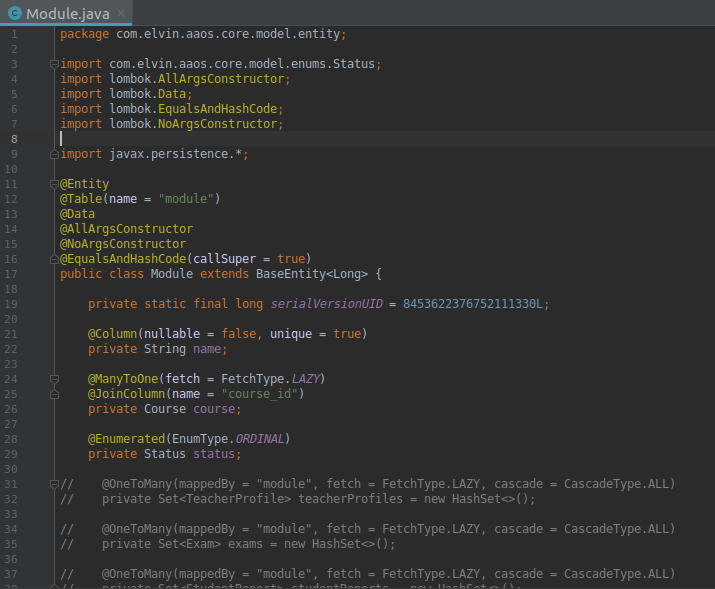 Module.java
1 package com.elvin.aaos.core.model.entity;
2
3 import com.elvin.aaos.core.model.enums.Status;
4 import lombok.AllArgsConstructor;
5 import lombok.Data;
6 import lombok.EqualsAndHashCode;
7 import lombok.NoArgsConstructor;
8
9 import javax.persistence.*;
10
11 @Entity
12 @Table(name = "module")
13 @Data
14 @AllArgsConstructor
15 @NoArgsConstructor
16 @EqualsAndHashCode(callSuper = true)
17 public class Module extends BaseEntity<Long> {
18
19 private static final long serialVersionUID = 8453622376752111330L;
20
21 @Column(nullable = false, unique = true)
22 private String name;
23
24 @ManyToOne(fetch = FetchType.LAZY)
25 @JoinColumn(name = "course_id")
26 private Course course;
27
28 @Enumerated(EnumType.ORDINAL)
29 private Status status;
30
31 // @OneToMany(mappedBy = "module", fetch = FetchType.LAZY, cascade = CascadeType.ALL)
32 // private Set<TeacherProfile> teacherProfiles = new HashSet<>();
33
34 // @OneToMany(mappedBy = "module", fetch = FetchType.LAZY, cascade = CascadeType.ALL)
35 // private Set<Exam> exams = new HashSet<>();
36
37 // @OneToMany(mappedBy = "module", fetch = FetchType.LAZY, cascade = CascadeType.ALL)
38 // private Set<StudentReport> studentReports = new HashSet<>();